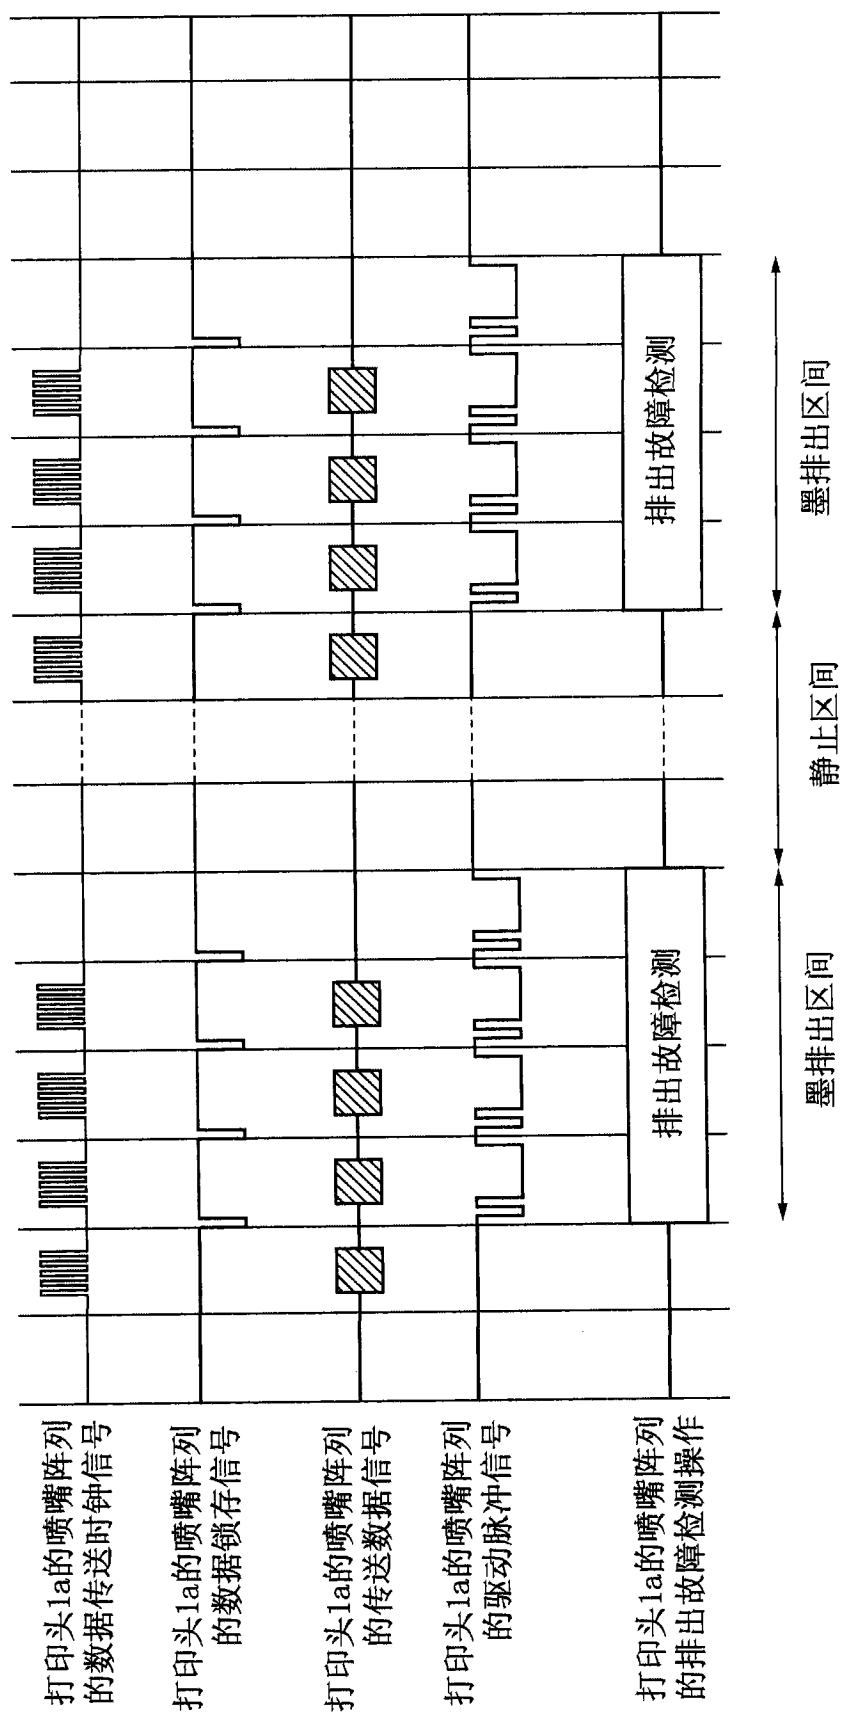 打印头1a的喷嘴阵列
的数据传送时钟信号
打印头1a的喷嘴阵列
的数据锁存信号
打印头1a的喷嘴阵列
的传送数据信号
打印头1a的喷嘴阵列
的驱动脉冲信号
打印头1a的喷嘴阵列
的排出故障检测操作
排出故障检测
排出故障检测
墨排出区间
静止区间
墨排出区间